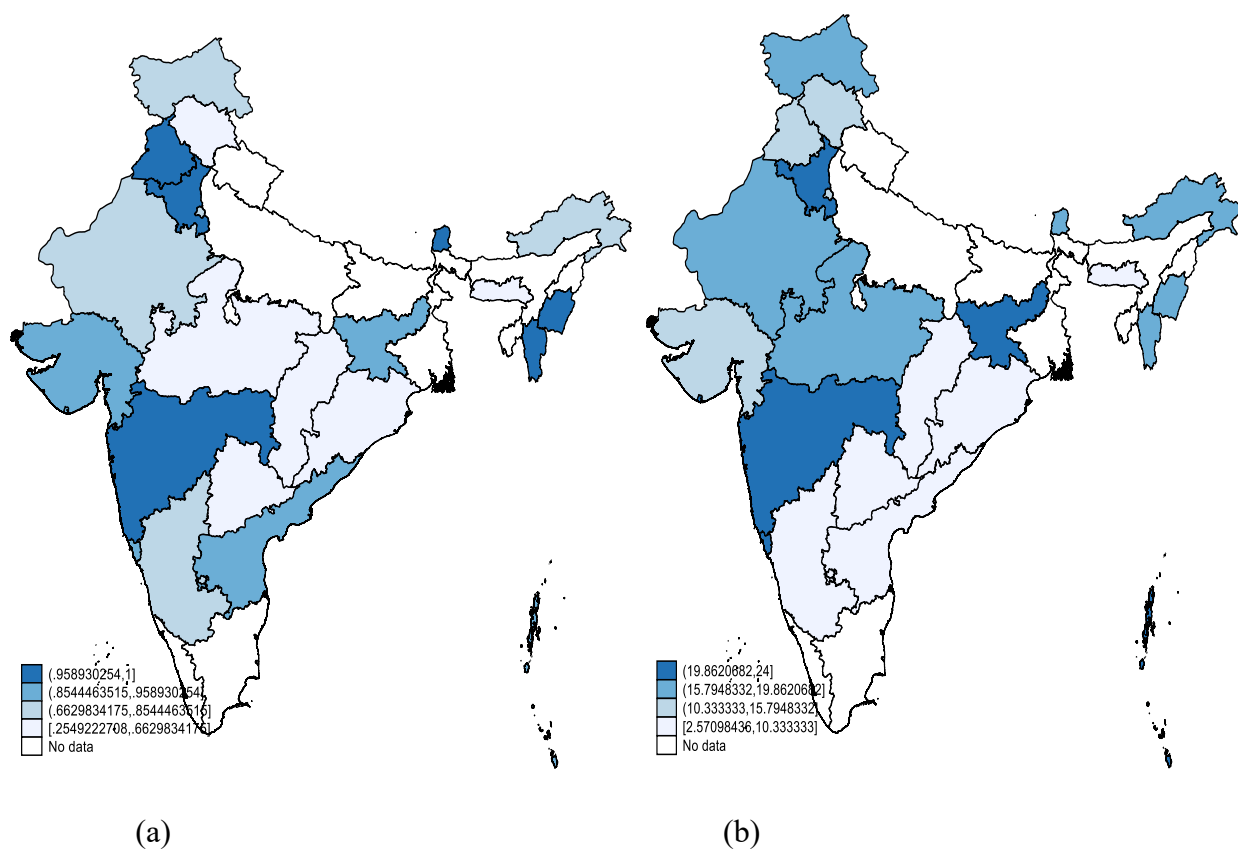 (.958930254,1]
(.8544463515,.958930254]
(.6629834175,.8544463515]
[.2549222708,.6629834175]
No data
(19.8620682,24]
(15.7948332,19.8620682]
(10.333333,15.7948332]
[2.57098436,10.333333]
No data
(a)
(b)